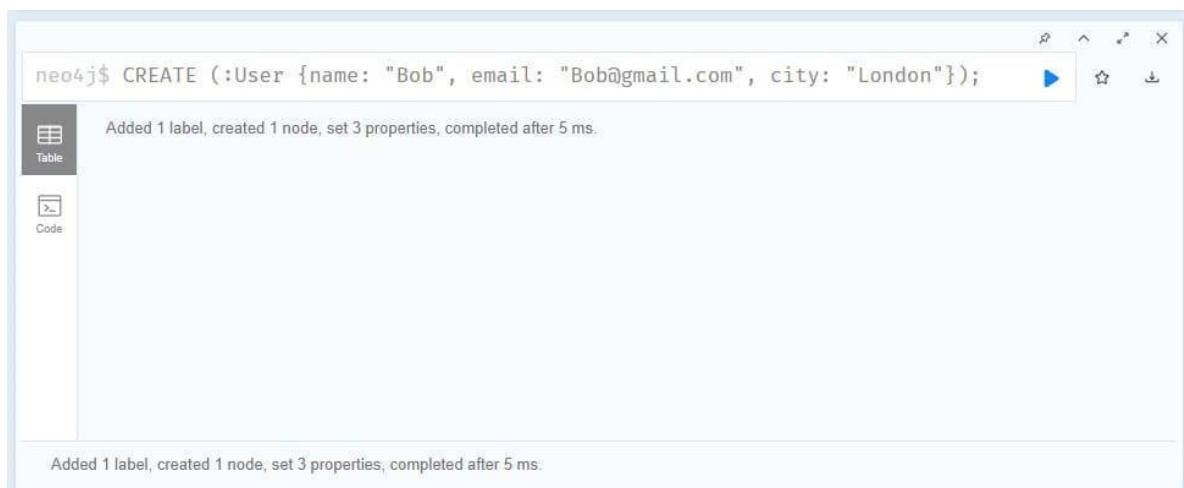 neo4j$ CREATE (:User {name: "Bob", email: "Bob@gmail.com", city: "London"});
Added 1 label, created 1 node, set 3 properties, completed after 5 ms.
Table
Code
Added 1 label, created 1 node, set 3 properties, completed after 5 ms.